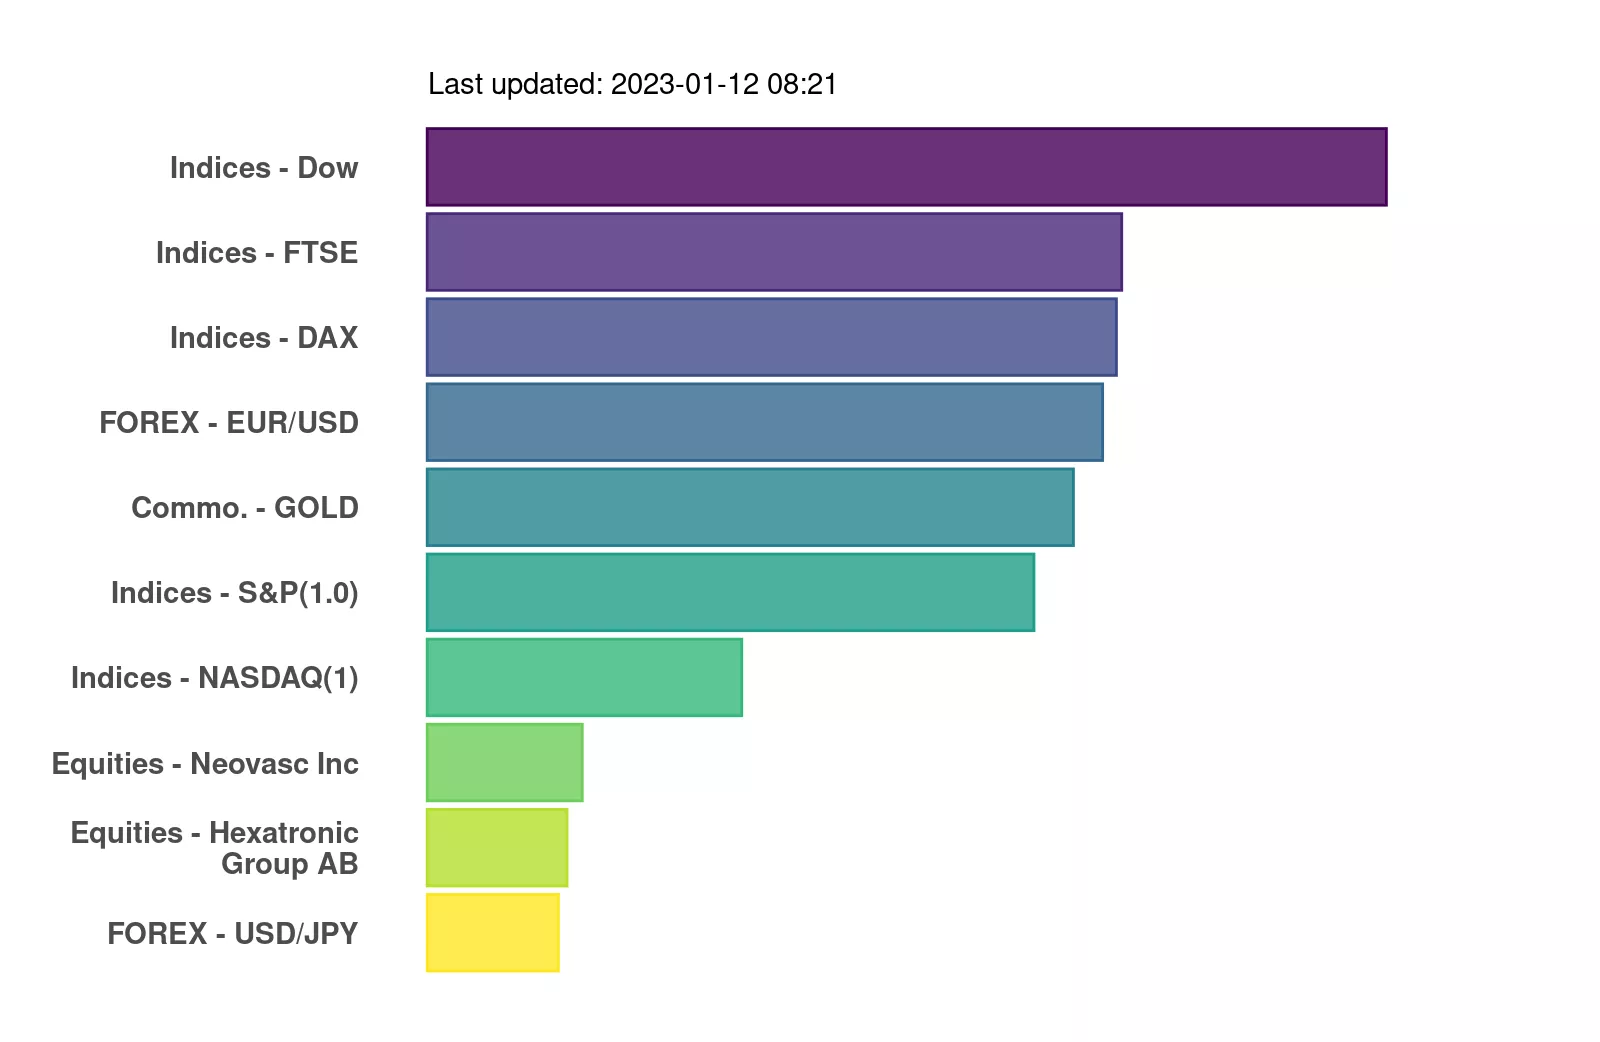 Last updated: 2023-01-12 08:21
Indices - Dow
Indices - FTSE
Indices - DAX
FOREX - EUR/USD
Commo. - GOLD
Indices - S&P(1.0)
Indices - NASDAQ(1)
Equities - Neovasc Inc
Equities - Hexatronic
Group AB
FOREX - USD/JPY